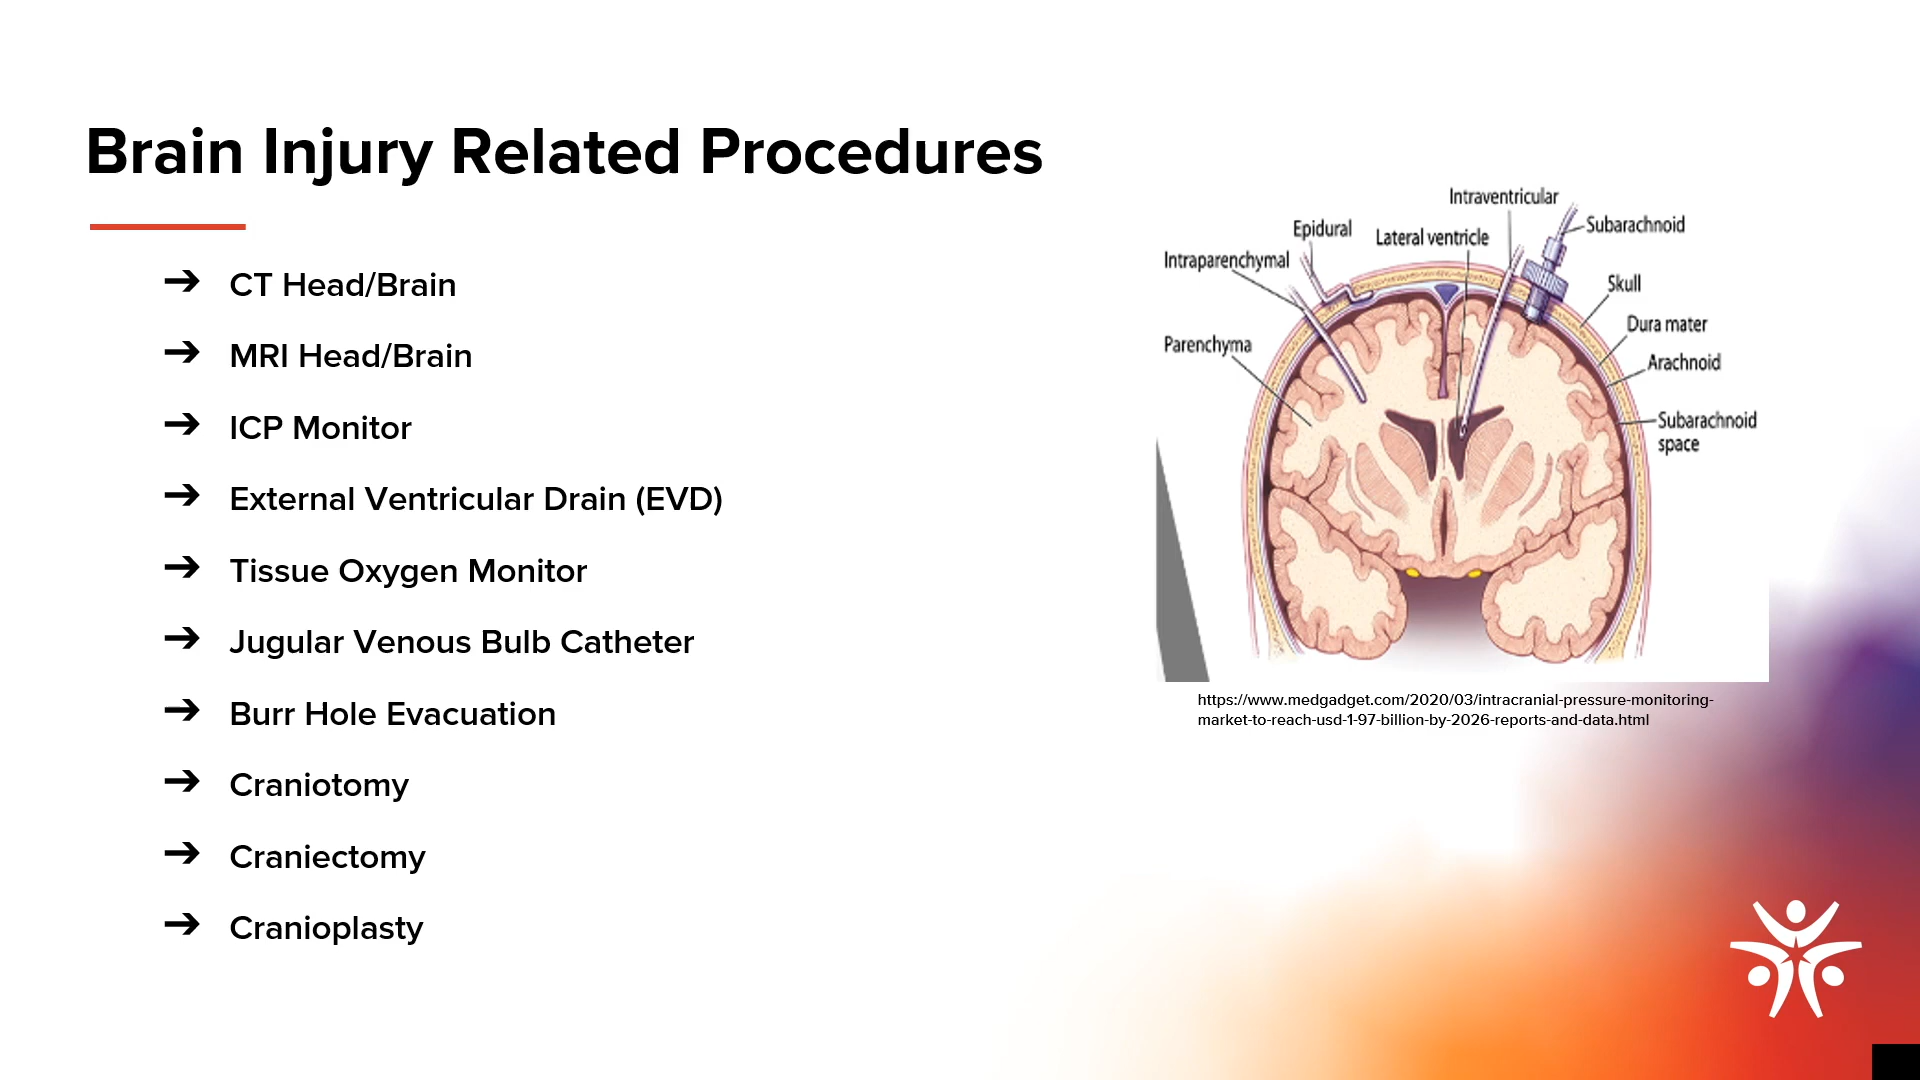 Brain Injury Related Procedures
➔ CT Head/Brain
➔ MRI Head/Brain
➔ ICP Monitor
➔ External Ventricular Drain (EVD)
➔ Tissue Oxygen Monitor
➔ Jugular Venous Bulb Catheter
➔ Burr Hole Evacuation
➔ Craniotomy
➔ Craniectomy
➔ Cranioplasty
Intraventricular
Epidural
Lateral ventricle
Subarachnoid
Intraparenchymal
Skull
Dura mater
Parenchyma
Arachnoid
Subarachnoid
space
https://www.medgadget.com/2020/03/intracranial-pressure-monitoring-
market-to-reach-usd-1-97-billion-by-2026-reports-and-data.html